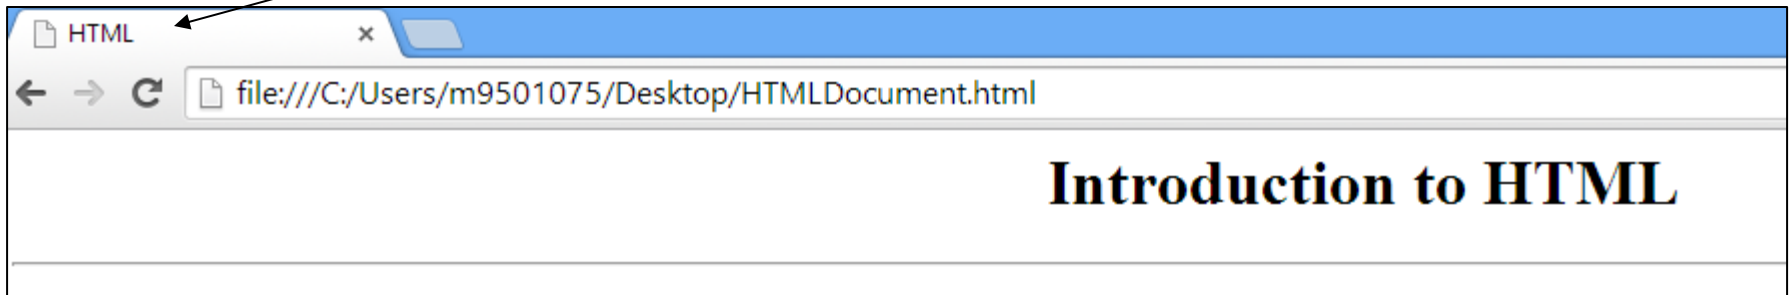 HTML
file:///C:/Users/m9501075/Desktop/HTMLDocument.html
Introduction to HTML